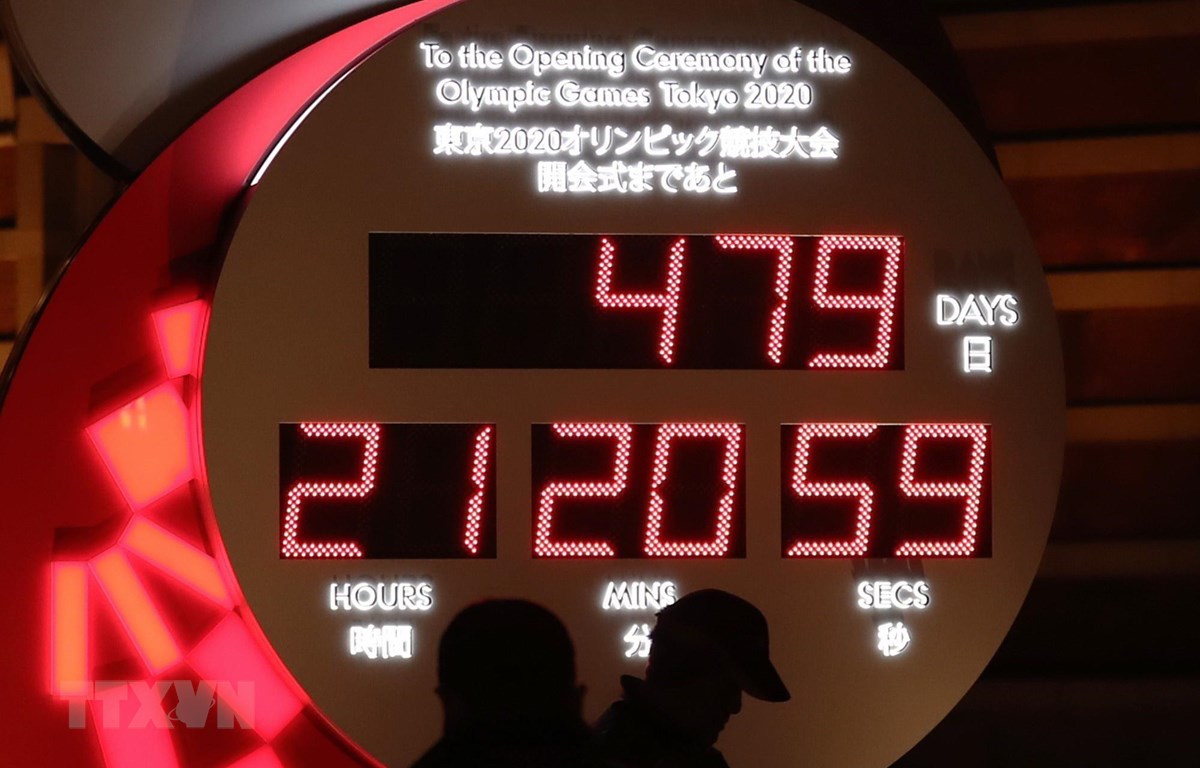 To the Opening Ceremony of the
Olympic Games Tokyo 2020
東京2020オリンピック競技大会
開会式まであと
479
DAYS
日
21 20 59
HOURS MINS SECS
時間 分 秒
TTXVN